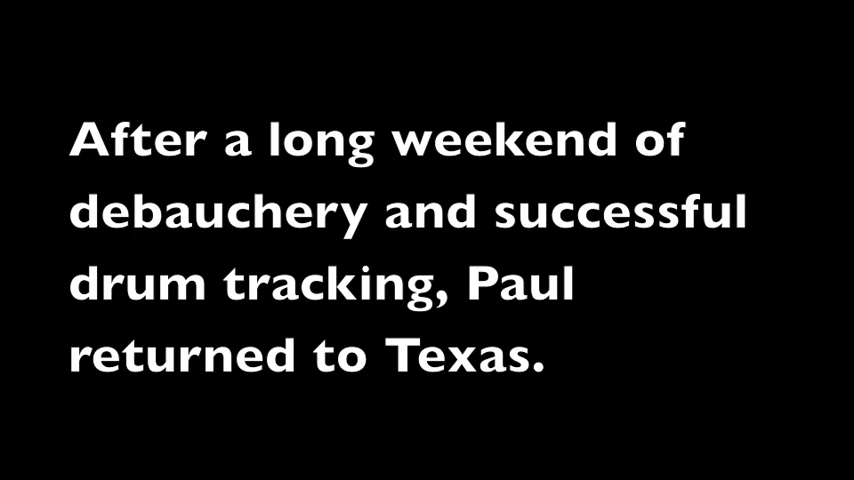 After a long weekend of
debauchery and successful
drum tracking, Paul
returned to Texas.